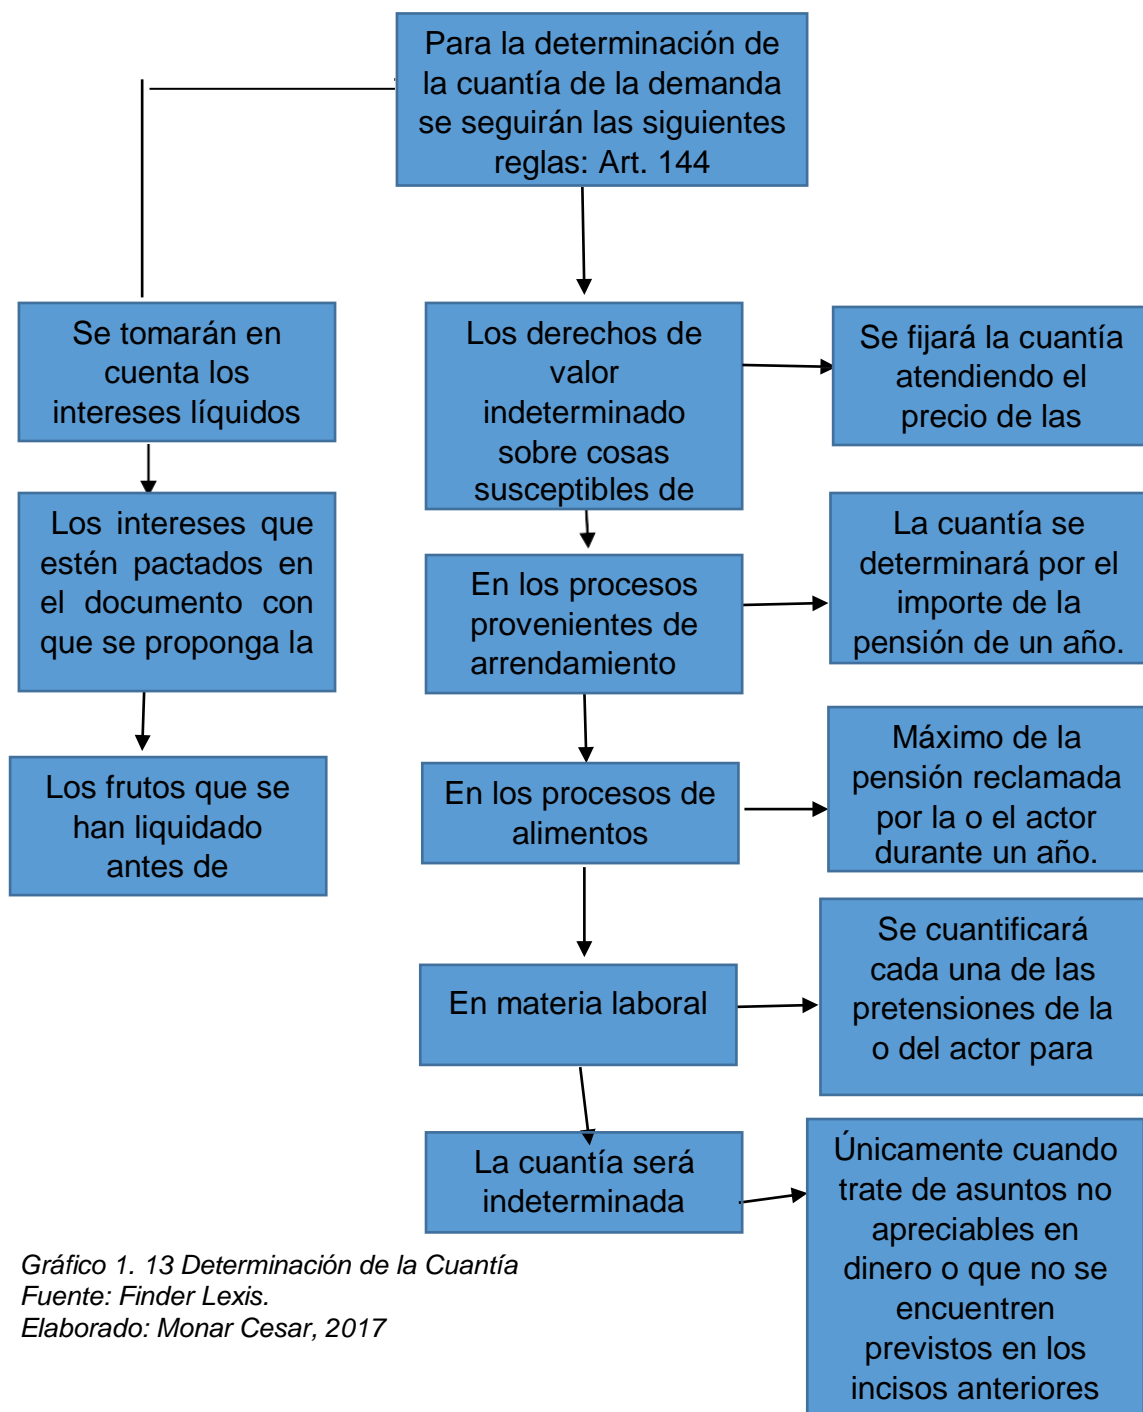 Para la determinación de
la cuantía de la demanda
se seguirán las siguientes
reglas: Art. 144
Se tomarán en
cuenta los
intereses líquidos
Los intereses que
estén pactados en
el documento con
que se proponga la
Los frutos que se
han liquidado
antes de
Los derechos de
valor
indeterminado
sobre cosas
susceptibles de
Se fijará la cuantía
atendiendo el
precio de las
En los procesos
provenientes de
arrendamiento
La cuantía se
determinará por el
importe de la
pensión de un año.
En los procesos de
alimentos
Máximo de la
pensión reclamada
por la o el actor
durante un año.
En materia laboral
Se cuantificará
cada una de las
pretensiones de la
o del actor para
La cuantía será
indeterminada
Únicamente cuando
trate de asuntos no
apreciables en
dinero o que no se
encuentren
previstos en los
incisos anteriores
Gráfico 1. 13 Determinación de la Cuantía
Fuente: Finder Lexis.
Elaborado: Monar Cesar, 2017